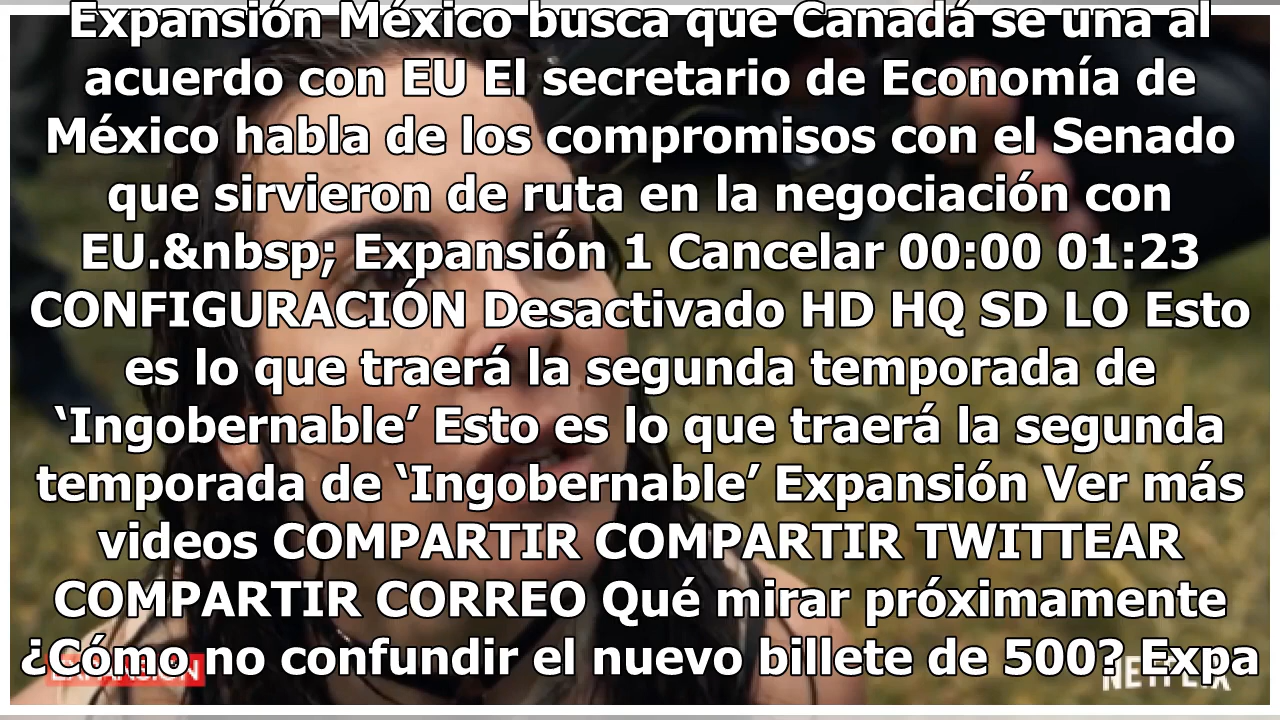 Expansión México busca que Canadá se una al
acuerdo con EU El secretario de Economía de
México habla de los compromisos con el Senado
que sirvieron de ruta en la negociación con
EU.&nbsp; Expansión 1 Cancelar 00:00 01:23
CONFIGURACIÓN Desactivado HD HQ SD LO Esto
es lo que traerá la segunda temporada de
‘Ingobernable’ Esto es lo que traerá la segunda
temporada de ‘Ingobernable’ Expansión Ver más
videos COMPARTIR COMPARTIR TWITTEAR
COMPARTIR CORREO Qué mirar próximamente
¿Cómo no confundir el nuevo billete de 500? Expa
EXPANSIÓN
NETFLIX